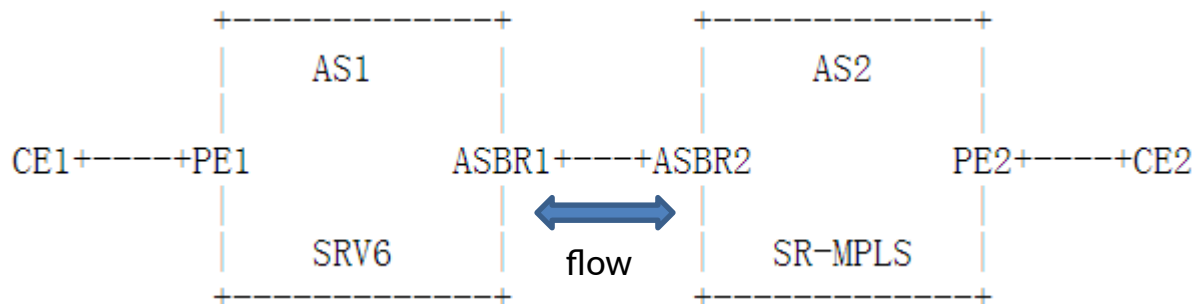 AS1 AS2
CE1+----+PE1 ASBR1+---+ASBR2 PE2+----+CE2
flow
SRV6 SR-MPLS